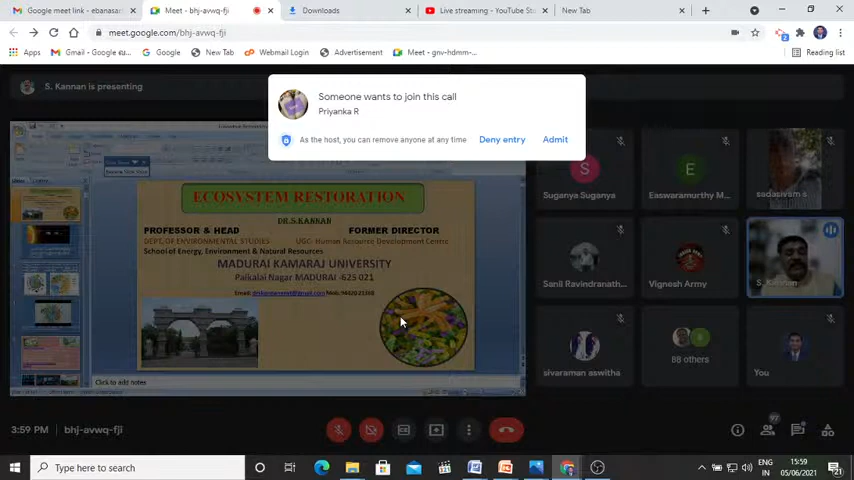 Google meet link - ebanasar
Meet - bhj-avwq-fji
Downloads
Live streaming - YouTube Stu
New Tab
meet.google.com/bhj-avwq-fji
Apps
Gmail - Google
Google
New Tab
Webmail Login
Advertisement
Meet - gnv-hdmm-...
Reading list
S. Kannan is presenting
Someone wants to join this call
Priyanka R
As the host, you can remove anyone at any time
Deny entry
Admit
ECOSYSTEM RESTORATION
DR.S.KANNAN
PROFESSOR & HEAD FORMER DIRECTOR
DEPT. OF ENVIRONMENTAL STUDIES UGC- Human Resource Development Centre
School of Energy, Environment & Natural Resources
MADURAI KAMARAJ UNIVERSITY
Palkalai Nagar MADURAI -625 021
Click to add notes
S
Suganya Suganya
E
Easwaramurthy M...
sadasivam s
Sanil Ravindranath...
Vignesh Army
S. Kannan
sivaraman aswitha
88 others
You
3:59 PM
bhj-avwq-fji
97
Type here to search
ENG
IN
15:59
05/06/2021
21